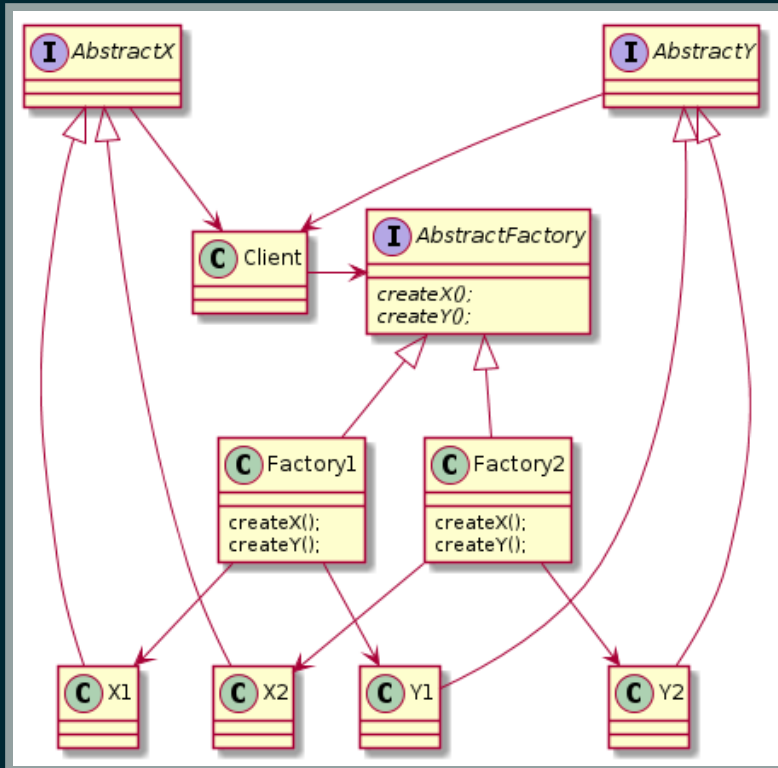 I AbstractX
I AbstractY
C Client
I AbstractFactory
createX();
createY();
C Factory1
createX();
createY();
C Factory2
createX();
createY();
C X1
C X2
C Y1
C Y2